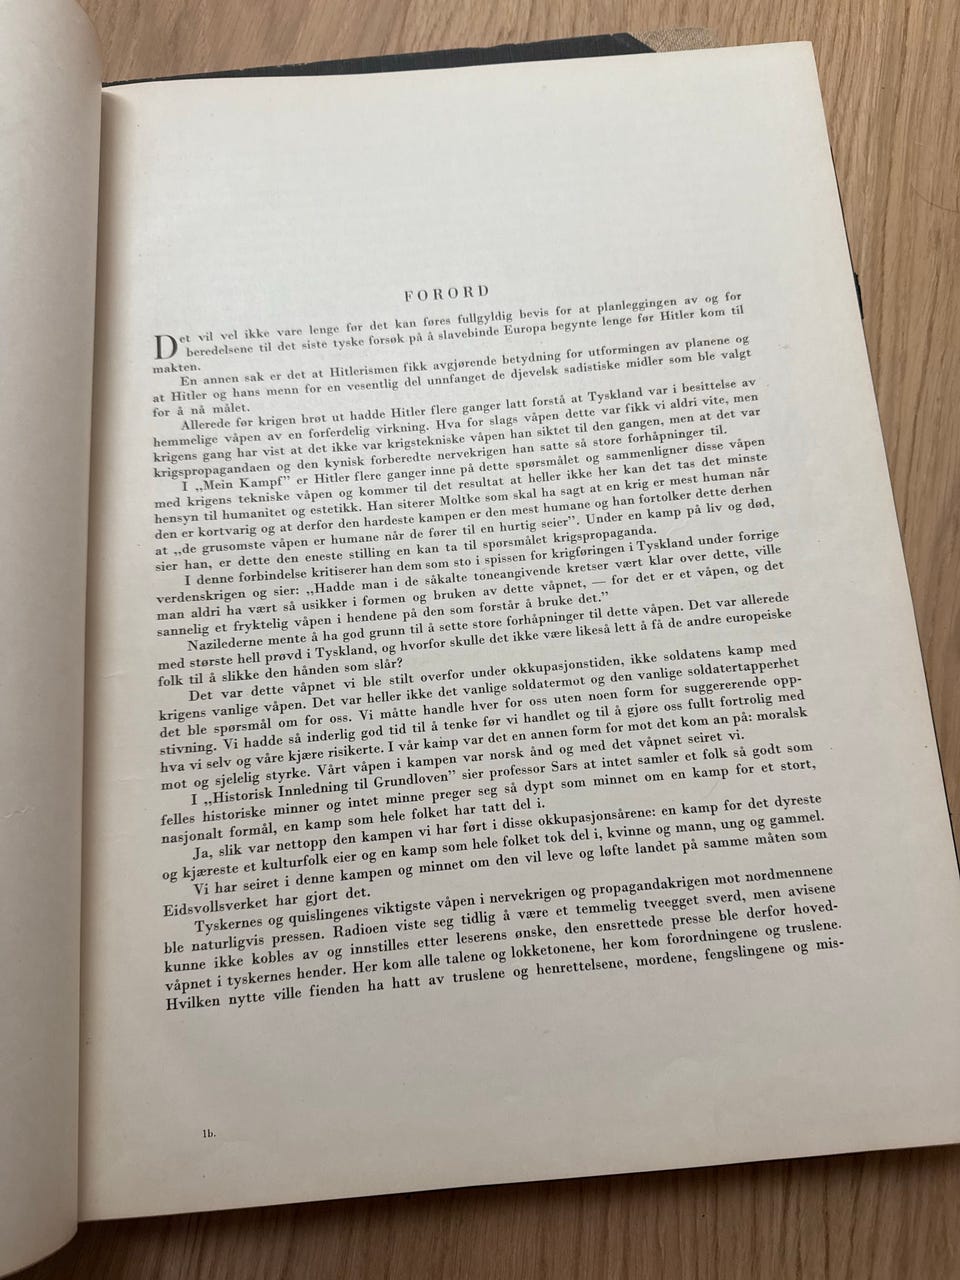 FORORD
Det vil vel ikke vare lenge før det kan føres fullgyldig bevis for at planleggingen av og for
beredelsene til det siste tyske forsøk på å slavebinde Europa begynte lenge før Hitler kom til
makten.
En annen sak er det at Hitlerismen fikk avgjørende betydning for utformingen av planene og
at Hitler og hans menn for en vesentlig del unnfanget de djevelsk sadistiske midler som ble valgt
for å nå målet.
Allerede før krigen brøt ut hadde Hitler flere ganger latt forstå at Tyskland var i besittelse av
hemmelige våpen av en forferdelig virkning. Hva for slags våpen dette var fikk vi aldri vite, men
krigens gang har vist at det ikke var krigstekniske våpen han siktet til den gangen, men at det var
krigspropagandaen og den kynisk forberedte nervekrigen han satte så store forhåpninger til.
I „Mein Kampf” er Hitler flere ganger inne på dette spørsmålet og sammenligner disse våpen
med krigens tekniske våpen og kommer til det resultat at heller ikke her kan det tas det minste
hensyn til humanitet og estetikk. Han siterer Moltke som skal ha sagt at en krig er mest human når
den er kortvarig og at derfor den hardeste kampen er den mest humane og han fortolker dette derhen
at „de grusomste våpen er humane når de fører til en hurtig seier”. Under en kamp på liv og død,
sier han, er dette den eneste stilling en kan ta til spørsmålet krigspropaganda.
I denne forbindelse kritiserer han dem som sto i spissen for krigføringen i Tyskland under forrige
verdenskrigen og sier: „Hadde man i de såkalte toneangivende kretser vært klar over dette, ville
man aldri ha vært så usikker i formen og bruken av dette våpnet, — for det er et våpen, og det
sannelig et fryktelig våpen i hendene på den som forstår å bruke det.”
Nazilederne mente å ha god grunn til å sette store forhåpninger til dette våpen. Det var allerede
med største hell prøvd i Tyskland, og hvorfor skulle det ikke være likeså lett å få de andre europeiske
folk til å slikke den hånden som slår?
Det var dette våpnet vi ble stilt overfor under okkupasjonstiden, ikke soldatens kamp med
krigens vanlige våpen. Det var heller ikke det vanlige soldatermot og den vanlige soldatertapperhet
det ble spørsmål om for oss. Vi måtte handle hver for oss uten noen form for suggererende opp-
stivning. Vi hadde så inderlig god tid til å tenke før vi handlet og til å gjøre oss fullt fortrolig med
hva vi selv og våre kjære risikerte. I vår kamp var det en annen form for mot det kom an på: moralsk
mot og sjelelig styrke. Vårt våpen i kampen var norsk ånd og med det våpnet seiret vi.
I „Historisk Innledning til Grundloven” sier professor Sars at intet samler et folk så godt som
felles historiske minner og intet minne preger seg så dypt som minnet om en kamp for et stort,
nasjonalt formål, en kamp som hele folket har tatt del i.
Ja, slik var nettopp den kampen vi har ført i disse okkupasjonsårene: en kamp for det dyreste
og kjæreste et kulturfolk eier og en kamp som hele folket tok del i, kvinne og mann, ung og gammel.
Vi har seiret i denne kampen og minnet om den vil leve og løfte landet på samme måten som
Eidsvollsverket har gjort det.
Tyskernes og quislingenes viktigste våpen i nervekrigen og propagandakrigen mot nordmennene
ble naturligvis pressen. Radioen viste seg tidlig å være et temmelig tveegget sverd, men avisene
kunne ikke kobles av og innstilles etter leserens ønske, den ensrettede presse ble derfor hoved-
våpnet i tyskernes hender. Her kom alle talene og lokketonene, her kom forordningene og truslene.
Hvilken nytte ville fienden ha hatt av truslene og henrettelsene, mordene, fengslingene og mis-
1b.